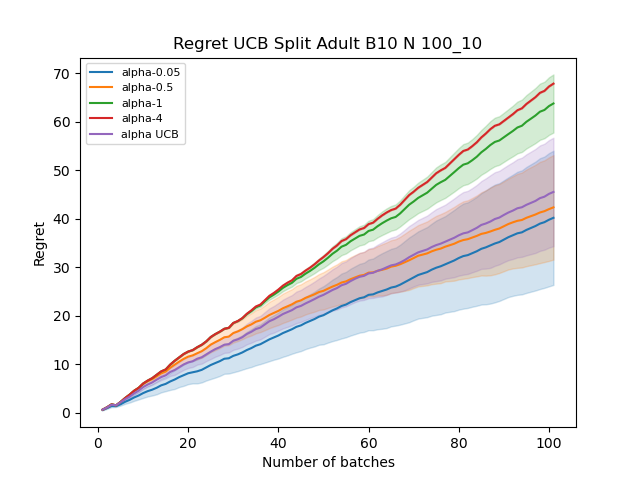 Regret UCB Split Adult B10 N 100_10
alpha-0.05
alpha-0.5
alpha-1
alpha-4
alpha UCB
Regret
70
60
50
40
30
20
10
0
0 20 40 60 80 100
Number of batches